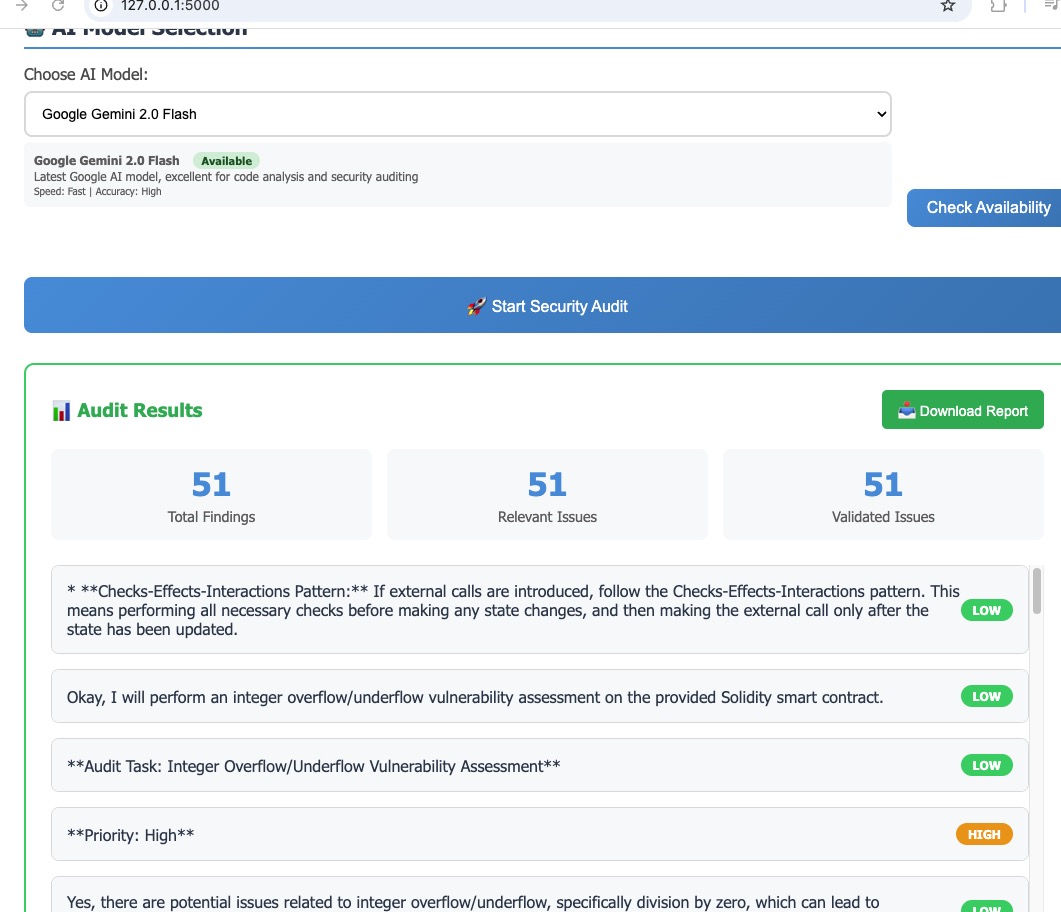 127.0.0.1:5000
AI Model Selection
Choose AI Model:
Google Gemini 2.0 Flash
Google Gemini 2.0 Flash Available
Latest Google AI model, excellent for code analysis and security auditing
Speed: Fast | Accuracy: High
Check Availability
🚀 Start Security Audit
📊 Audit Results
📥 Download Report
51
Total Findings
51
Relevant Issues
51
Validated Issues
* **Checks-Effects-Interactions Pattern:** If external calls are introduced, follow the Checks-Effects-Interactions pattern. This
means performing all necessary checks before making any state changes, and then making the external call only after the
state has been updated.
LOW
Okay, I will perform an integer overflow/underflow vulnerability assessment on the provided Solidity smart contract.
LOW
**Audit Task: Integer Overflow/Underflow Vulnerability Assessment**
LOW
**Priority: High**
HIGH
Yes, there are potential issues related to integer overflow/underflow, specifically division by zero, which can lead to
LOW